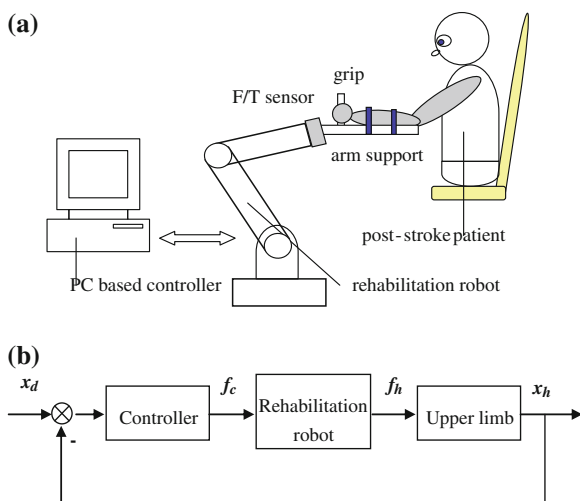 (a)
grip
F/T sensor
arm support
post-stroke patient
PC based controller
rehabilitation robot
(b)
x_d
f_c
f_h
x_h
Controller
Rehabilitation
robot
Upper limb
-